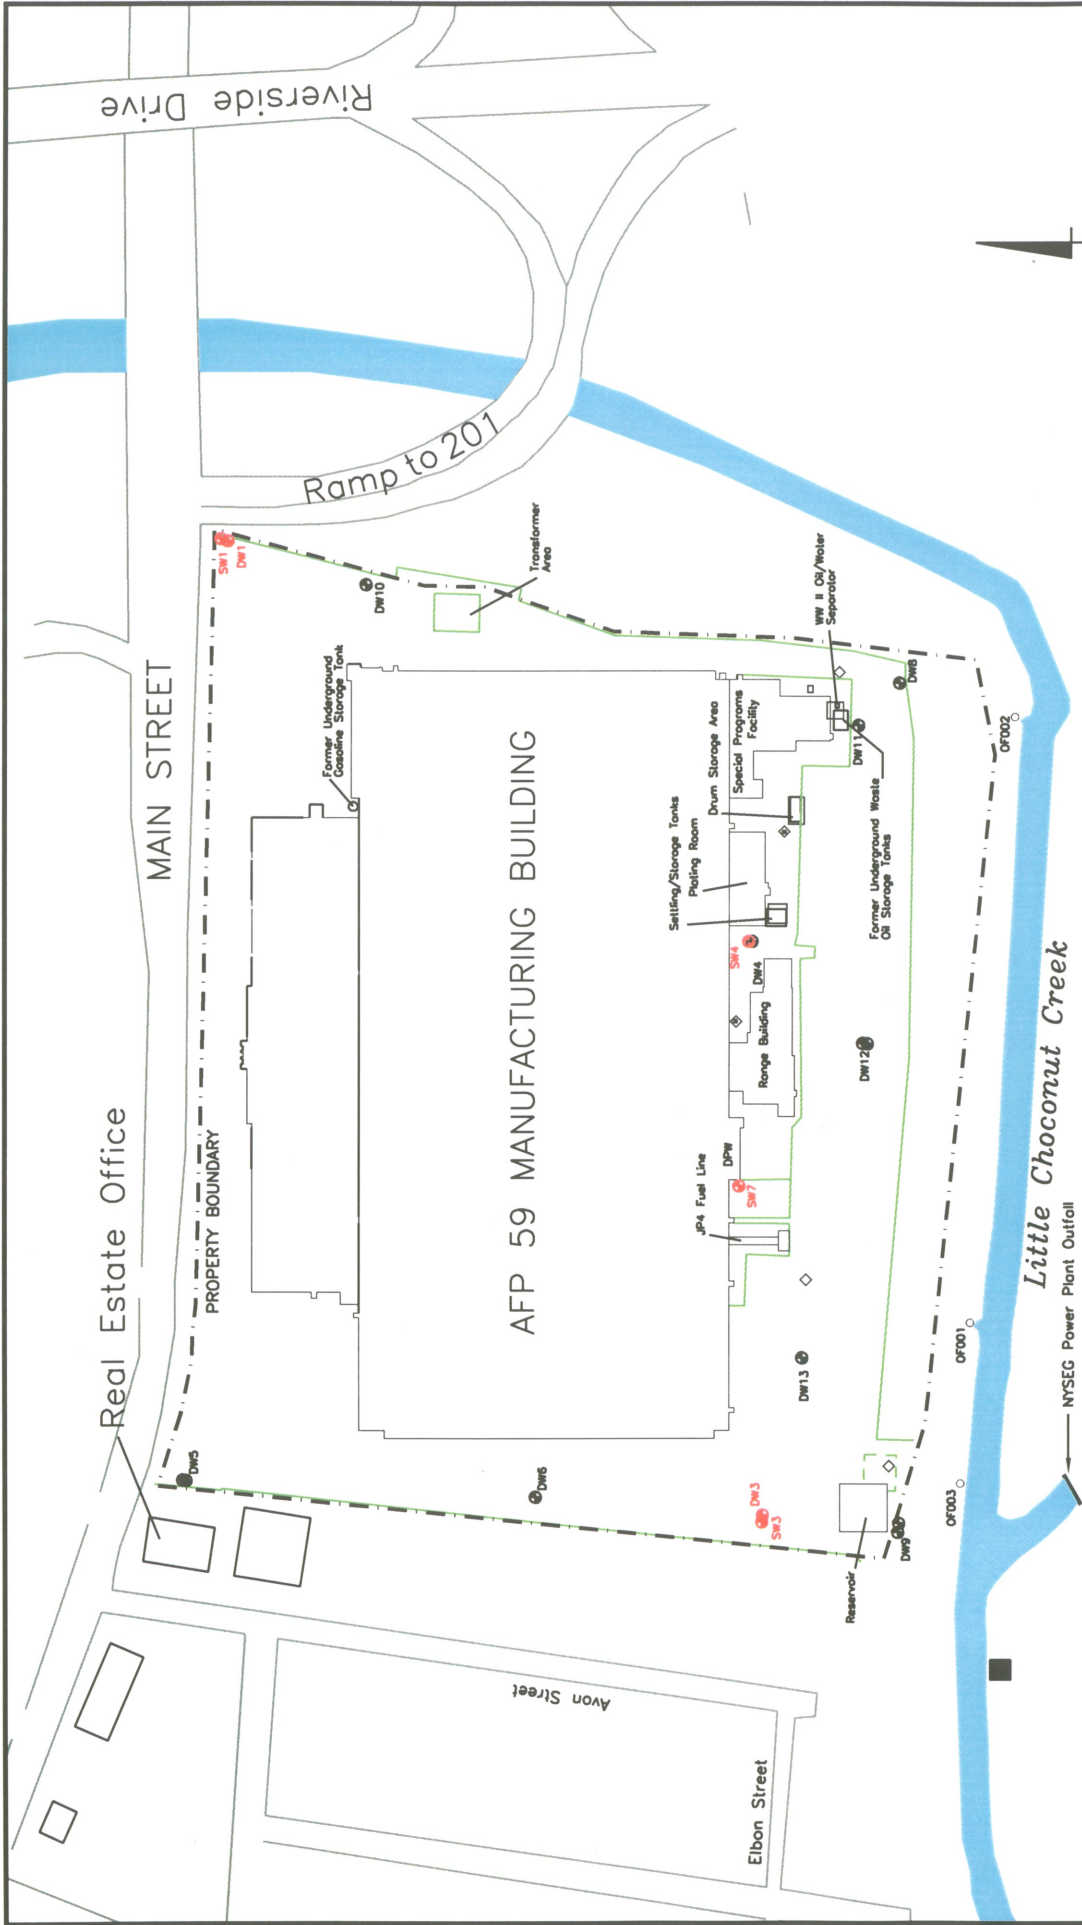 Riverside Drive
MAIN STREET
Ramp to 201
Real Estate Office
PROPERTY BOUNDARY
SW1
DW1
DW10
Transformer
Area
Former Underground
Gasoline Storage Tank
DW5
AFP 59 MANUFACTURING BUILDING
DW6
Avon Street
Elbon Street
DW3
SW3
Reservoir
DW9
DW13
JP4 Fuel Line
DPW
SW7
Range Building
DW4
SW4
Settling/Storage Tanks
Plating Room
Drum Storage Area
Special Programs
Facility
WW II Oil/Water
Separator
DW11
DW8
Former Underground Waste
Oil Storage Tanks
DW12
OF003
OF001
OF002
Little Choconut Creek
NYSEG Power Plant Outfall